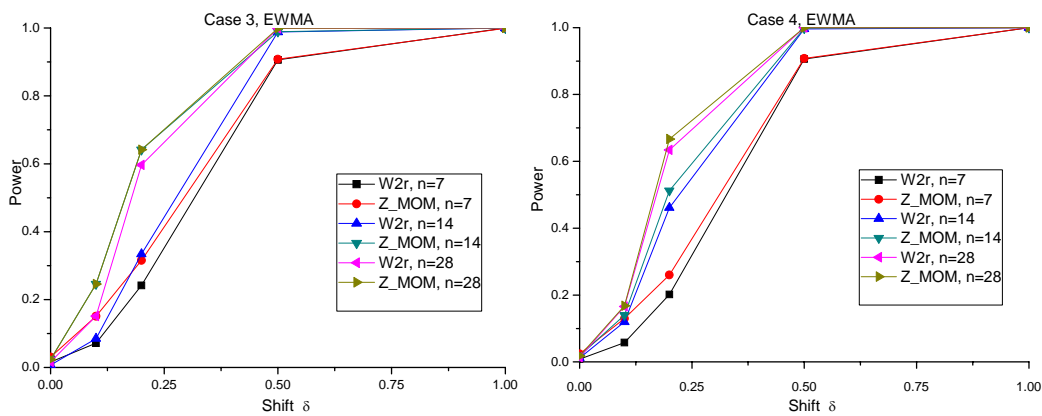 Case 3, EWMA
1.0
0.8
0.6
0.4
0.2
0.0
Power
W2r, n=7
Z_MOM, n=7
W2r, n=14
Z_MOM, n=14
W2r, n=28
Z_MOM, n=28
0.00
0.25
0.50
0.75
1.00
Shift δ
Case 4, EWMA
1.0
0.8
0.6
0.4
0.2
0.0
Power
W2r, n=7
Z_MOM, n=7
W2r, n=14
Z_MOM, n=14
W2r, n=28
Z_MOM, n=28
0.00
0.25
0.50
0.75
1.00
Shift δ